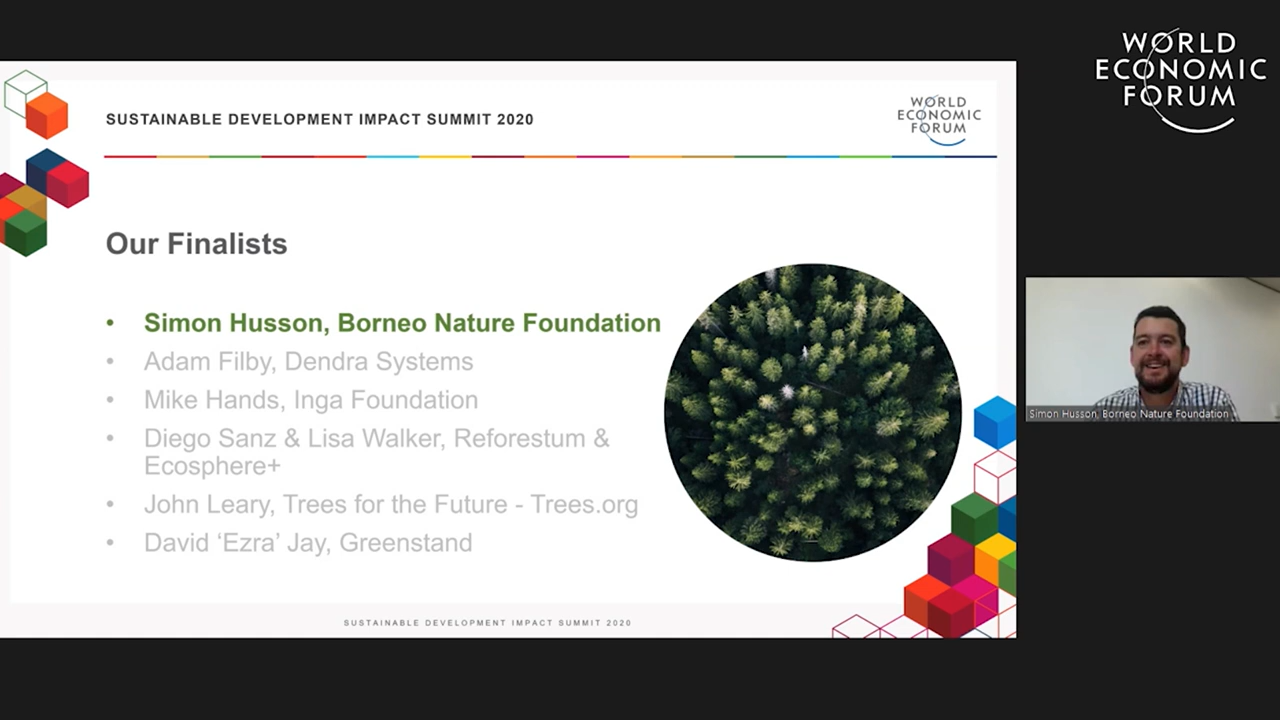 WORLD
ECONOMIC
FORUM
SUSTAINABLE DEVELOPMENT IMPACT SUMMIT 2020
WORLD
ECONOMIC
FORUM
Our Finalists
• Simon Husson, Borneo Nature Foundation
• Adam Filby, Dendra Systems
• Mike Hands, Inga Foundation
• Diego Sanz & Lisa Walker, Reforestum &
Ecosphere+
• John Leary, Trees for the Future - Trees.org
• David ‘Ezra’ Jay, Greenstand
Simon Husson, Borneo Nature Foundation
SUSTAINABLE DEVELOPMENT IMPACT SUMMIT 2020